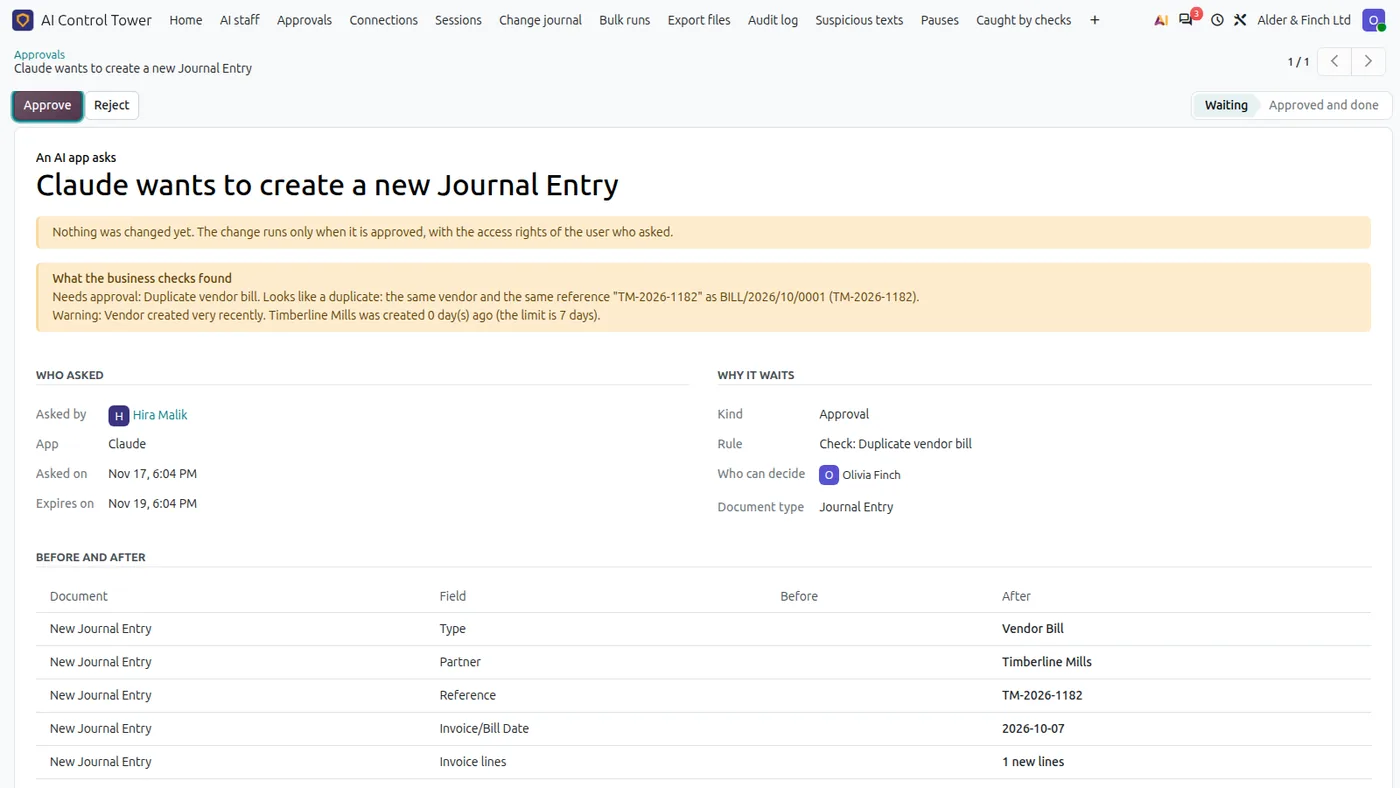 AI Control Tower Home AI staff Approvals Connections Sessions Change journal Bulk runs Export files Audit log Suspicious texts Pauses Caught by checks + AI 3 Alder & Finch Ltd O
Approvals
Claude wants to create a new Journal Entry
1 / 1
Approve Reject Waiting Approved and done
An AI app asks
Claude wants to create a new Journal Entry
Nothing was changed yet. The change runs only when it is approved, with the access rights of the user who asked.
What the business checks found
Needs approval: Duplicate vendor bill. Looks like a duplicate: the same vendor and the same reference "TM-2026-1182" as BILL/2026/10/0001 (TM-2026-1182).
Warning: Vendor created very recently. Timberline Mills was created 0 day(s) ago (the limit is 7 days).
WHO ASKED
Asked by H Hira Malik
App Claude
Asked on Nov 17, 6:04 PM
Expires on Nov 19, 6:04 PM
WHY IT WAITS
Kind Approval
Rule Check: Duplicate vendor bill
Who can decide O Olivia Finch
Document type Journal Entry
BEFORE AND AFTER
Document Field Before After
New Journal Entry Type Vendor Bill
New Journal Entry Partner Timberline Mills
New Journal Entry Reference TM-2026-1182
New Journal Entry Invoice/Bill Date 2026-10-07
New Journal Entry Invoice lines 1 new lines